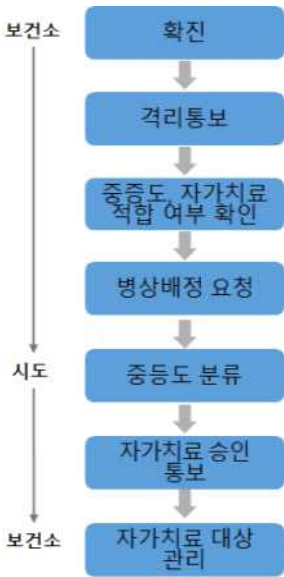 보건소
확진
격리통보
중증도, 자가치료
적합 여부 확인
병상배정 요청
시도
중등도 분류
자가치료 승인
통보
보건소
자가치료 대상
관리